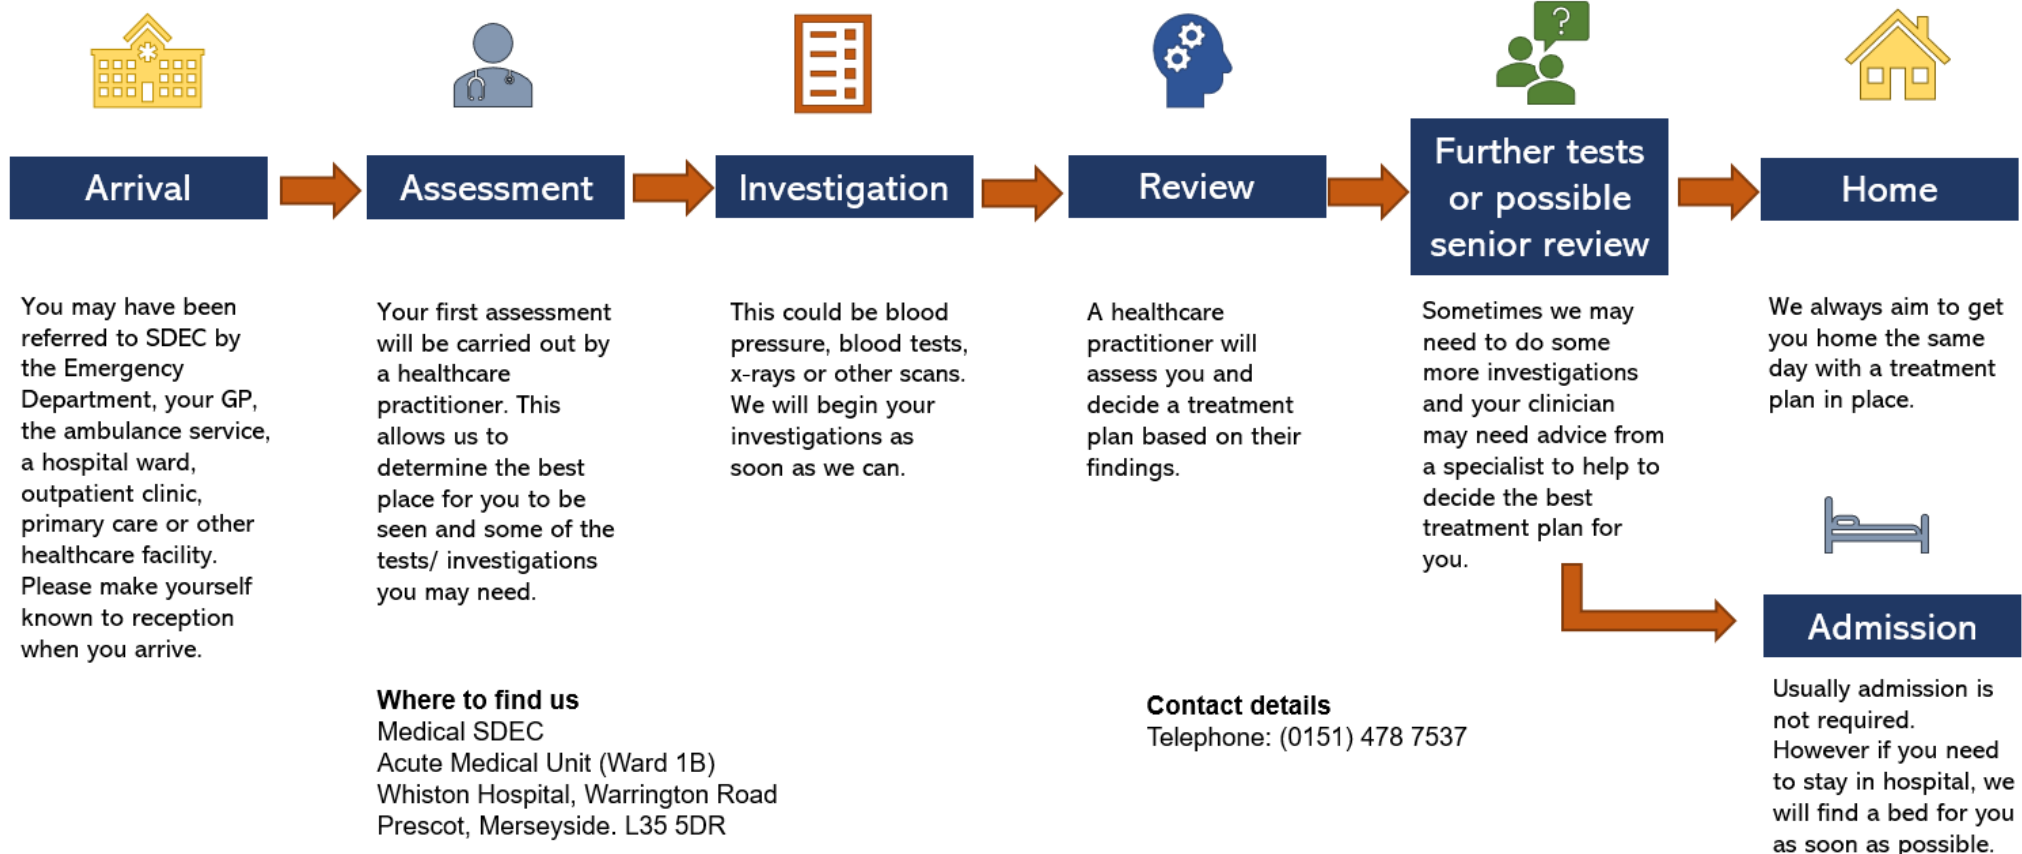 Arrival
You may have been
referred to SDEC by
the Emergency
Department, your GP,
the ambulance service,
a hospital ward,
outpatient clinic,
primary care or other
healthcare facility.
Please make yourself
known to reception
when you arrive.
Assessment
Your first assessment
will be carried out by
a healthcare
practitioner. This
allows us to
determine the best
place for you to be
seen and some of the
tests/ investigations
you may need.
Investigation
This could be blood
pressure, blood tests,
x-rays or other scans.
We will begin your
investigations as
soon as we can.
Review
A healthcare
practitioner will
assess you and
decide a treatment
plan based on their
findings.
?
Further tests
or possible
senior review
Sometimes we may
need to do some
more investigations
and your clinician
may need advice from
a specialist to help to
decide the best
treatment plan for
you.
Home
We always aim to get
you home the same
day with a treatment
plan in place.
Admission
Usually admission is
not required.
However if you need
to stay in hospital, we
will find a bed for you
as soon as possible.
Where to find us
Medical SDEC
Acute Medical Unit (Ward 1B)
Whiston Hospital, Warrington Road
Prescot, Merseyside. L35 5DR
Contact details
Telephone: (0151) 478 7537